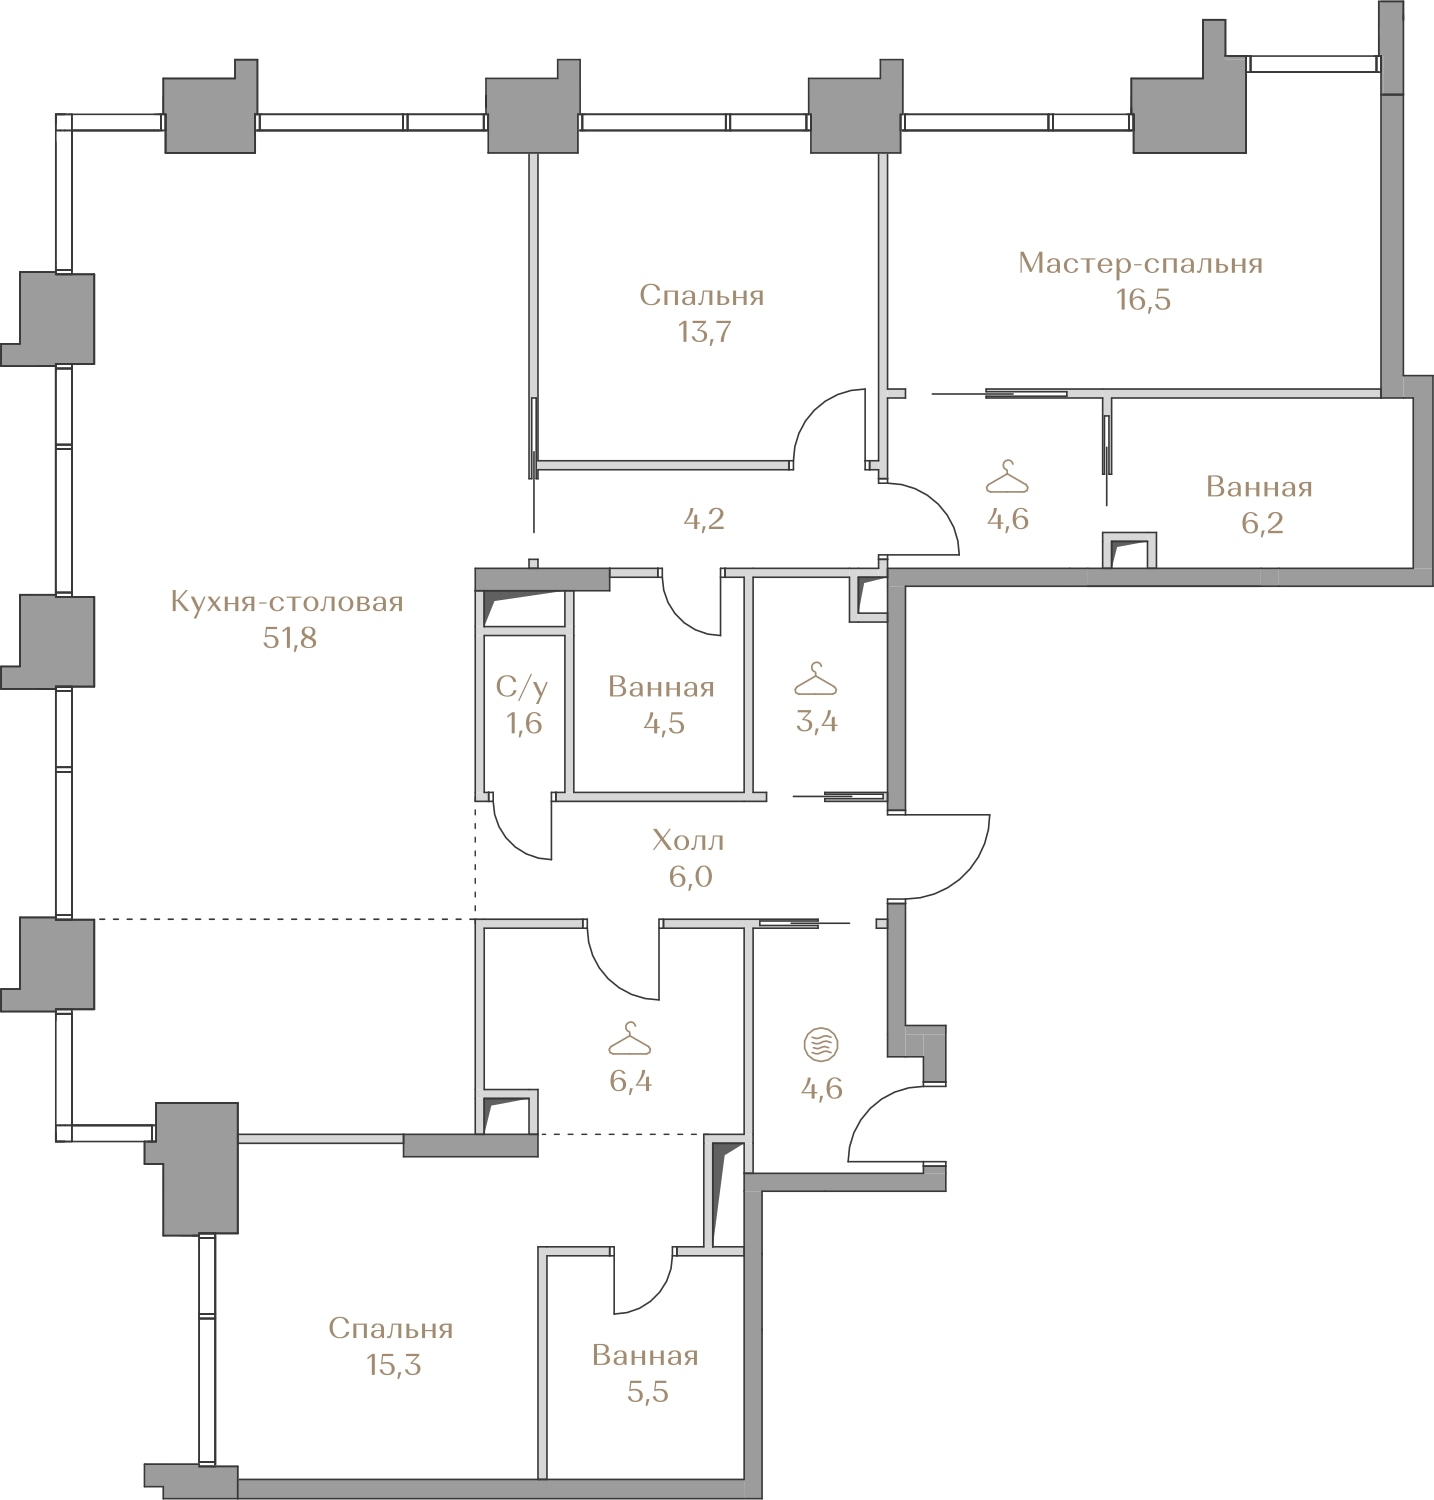 Мастер-спальня
16,5
Спальня
13,7
4,2
4,6
Ванная
6,2
Кухня-столовая
51,8
С/у
1,6
Ванная
4,5
3,4
Холл
6,0
6,4
4,6
Спальня
15,3
Ванная
5,5